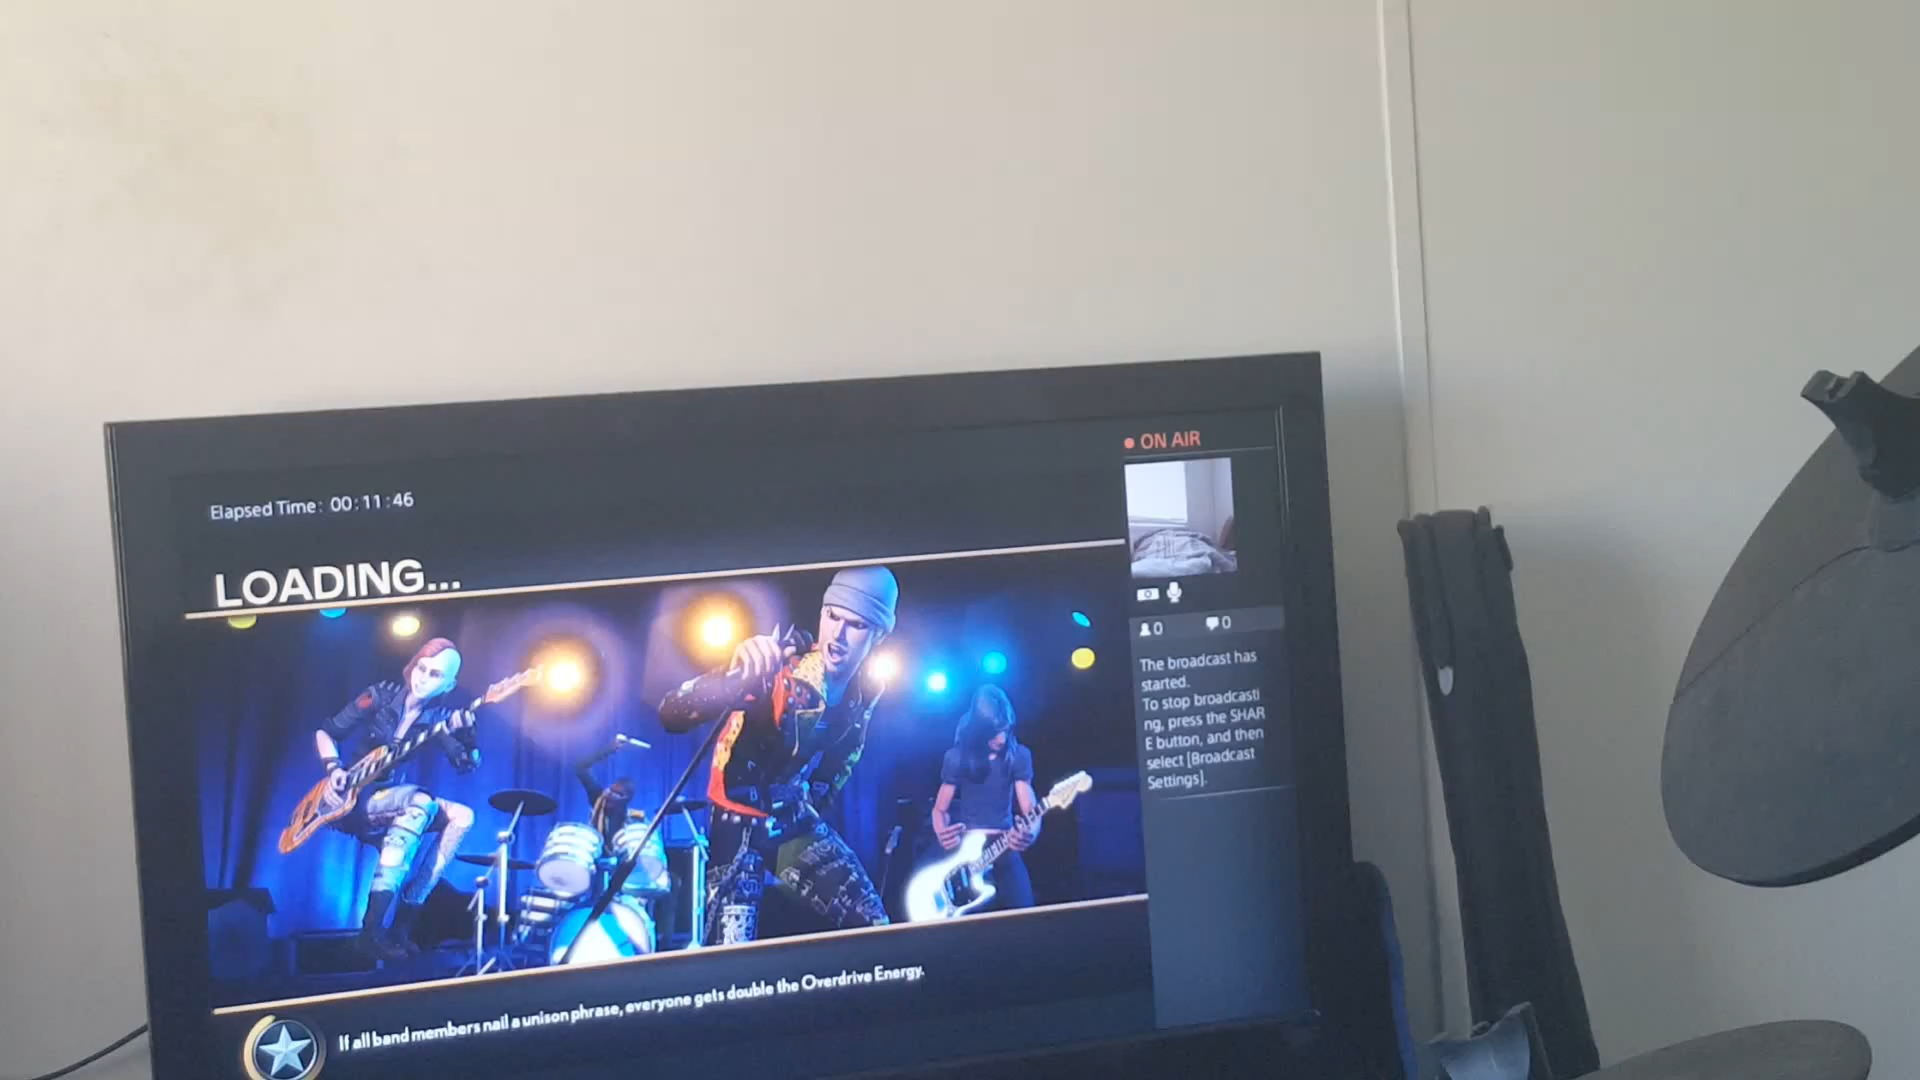 ON AIR
Elapsed Time: 00:11:46
LOADING...
0 0
The broadcast has
started.
To stop broadcasti
ng, press the SHAR
E button, and then
select [Broadcast
Settings].
If all band members nail a unison phrase, everyone gets double the Overdrive Energy.